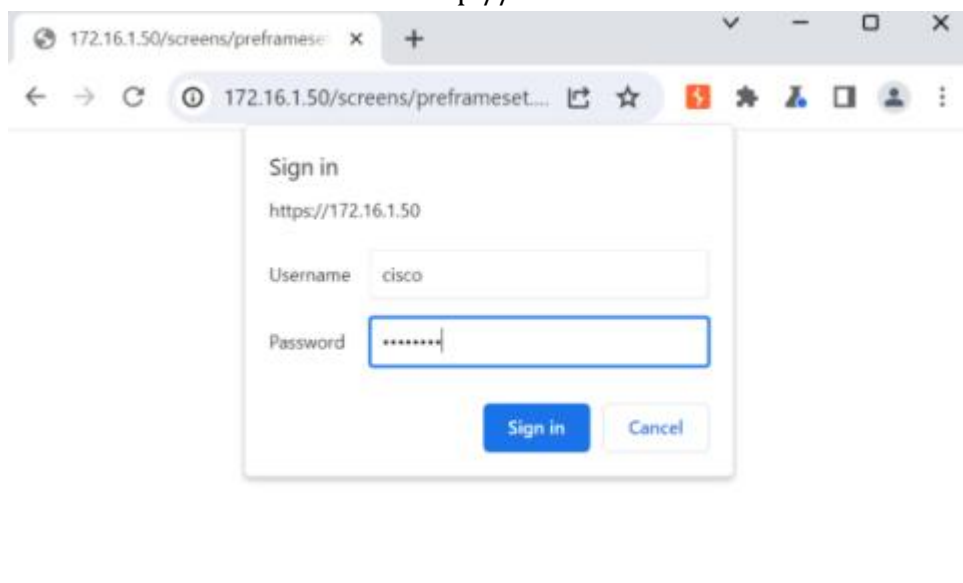 172.16.1.50/screens/preframese
172.16.1.50/screens/preframeset....
Sign in
https://172.16.1.50
Username cisco
Password ••••••••
Sign in Cancel